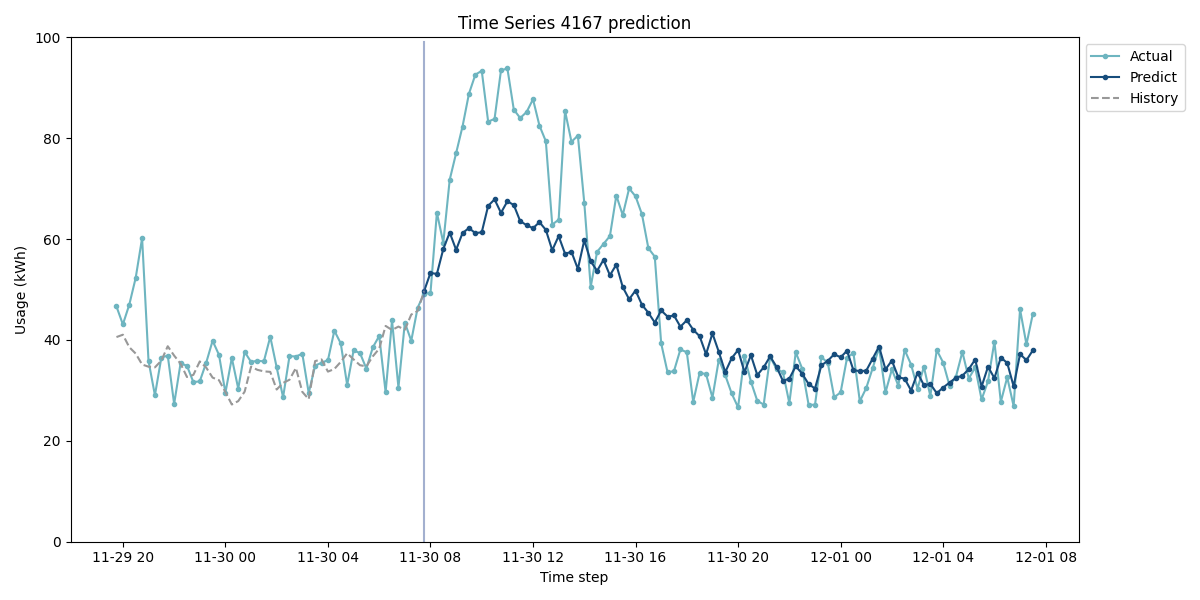 Time Series 4167 prediction
100
80
60
40
20
0
Usage (kWh)
11-29 20
11-30 00
11-30 04
11-30 08
11-30 12
11-30 16
11-30 20
12-01 00
12-01 04
12-01 08
Time step
Actual
Predict
History